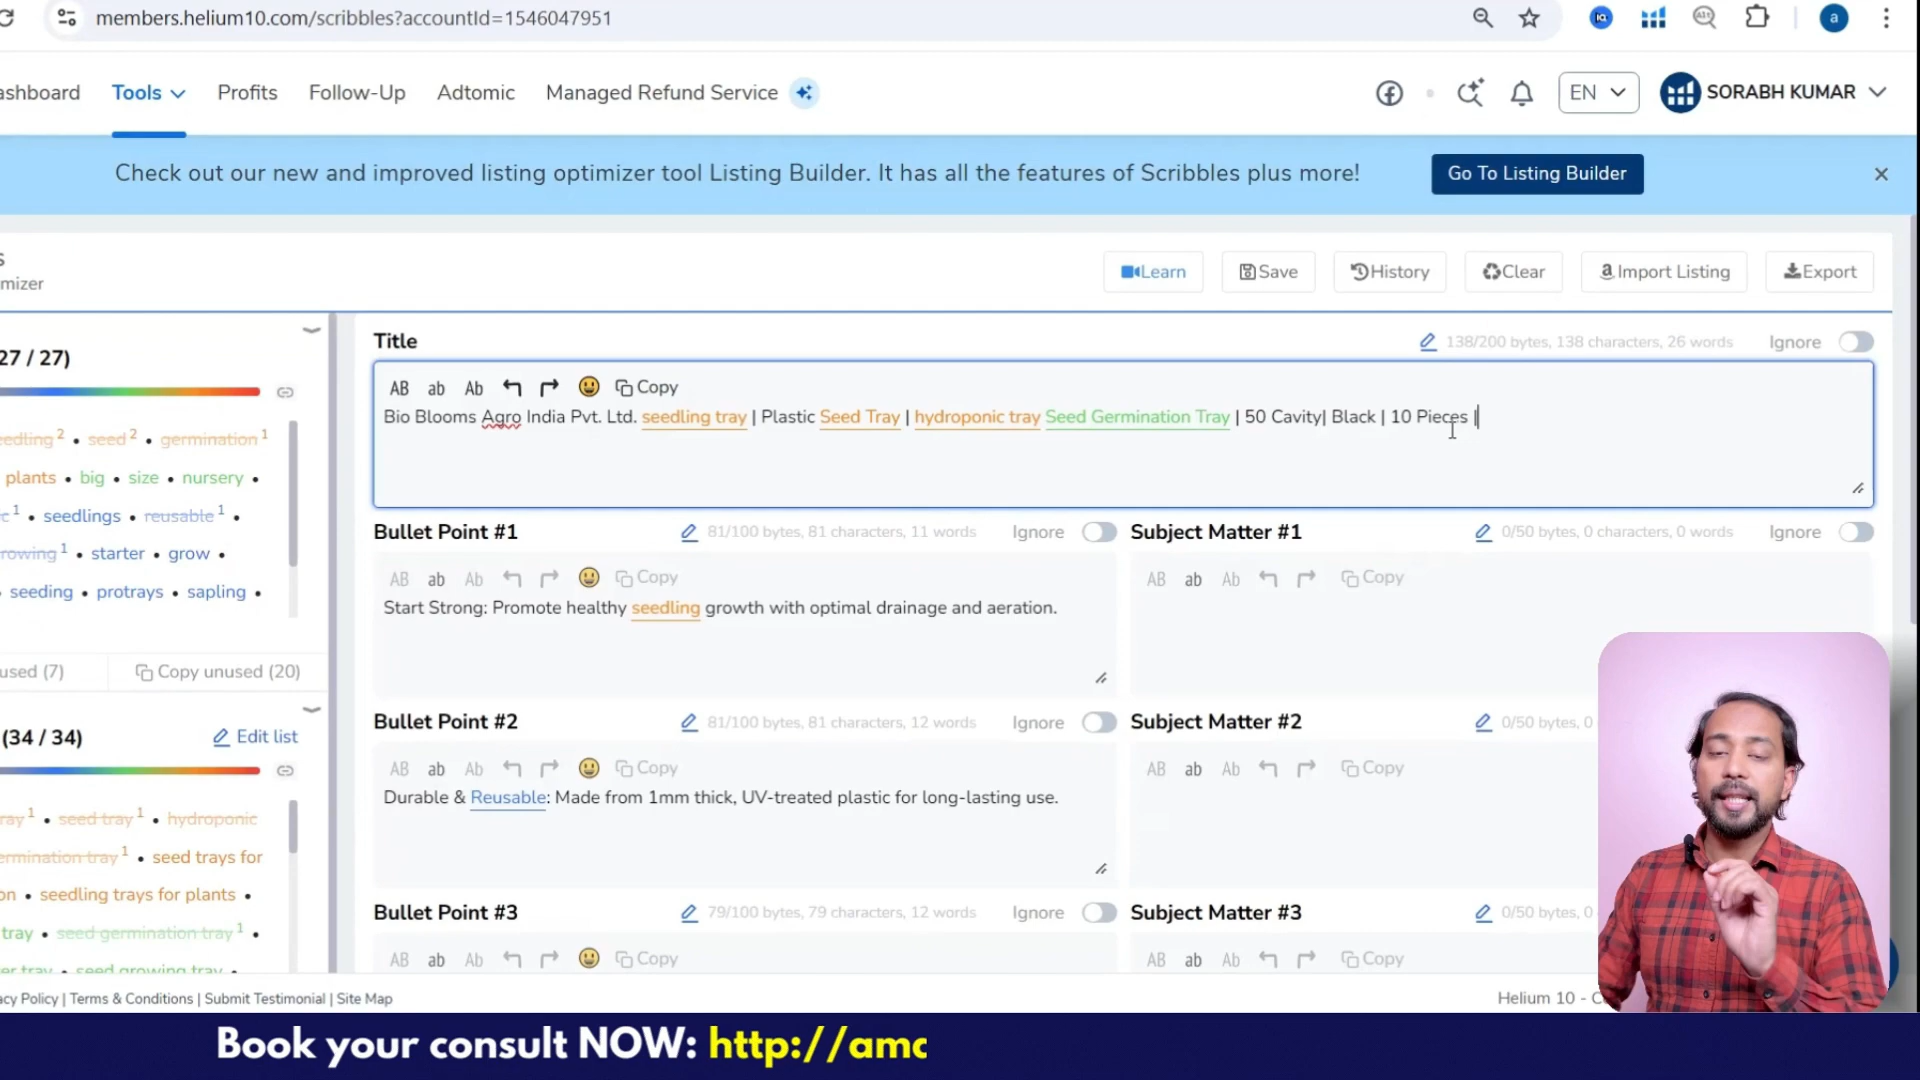 members.helium10.com/scribbles?accountId=1546047951
a
ashboard Tools Profits Follow-Up Adtomic Managed Refund Service
EN SORABH KUMAR
Check out our new and improved listing optimizer tool Listing Builder. It has all the features of Scribbles plus more! Go To Listing Builder
s
mizer
Learn Save History Clear Import Listing Export
27 / 27)
eedling 2 • seed 2 • germination 1
plants • big • size • nursery •
c 1 • seedlings • reusable 1 •
rowing 1 • starter • grow •
seeding • protrays • sapling •
used (7) Copy unused (20)
(34 / 34) Edit list
ray 1 • seed tray 1 • hydroponic
ermination tray 1 • seed trays for
on • seedling trays for plants •
tray • seed germination tray 1 •
er tray • seed growing tray •
Title 138/200 bytes, 138 characters, 26 words Ignore
AB ab Ab Copy
Bio Blooms Agro India Pvt. Ltd. seedling tray | Plastic Seed Tray | hydroponic tray Seed Germination Tray | 50 Cavity| Black | 10 Pieces |
Bullet Point #1 81/100 bytes, 81 characters, 11 words Ignore
AB ab Ab Copy
Start Strong: Promote healthy seedling growth with optimal drainage and aeration.
Subject Matter #1 0/50 bytes, 0 characters, 0 words Ignore
AB ab Ab Copy
Bullet Point #2 81/100 bytes, 81 characters, 12 words Ignore
AB ab Ab Copy
Durable & Reusable: Made from 1mm thick, UV-treated plastic for long-lasting use.
Subject Matter #2 0/50 bytes, 0
AB ab Ab Copy
Bullet Point #3 79/100 bytes, 79 characters, 12 words Ignore
AB ab Ab Copy
Subject Matter #3 0/50 bytes, 0
AB ab Ab Copy
acy Policy | Terms & Conditions | Submit Testimonial | Site Map
Helium 10 - C
Book your consult NOW: http://amc